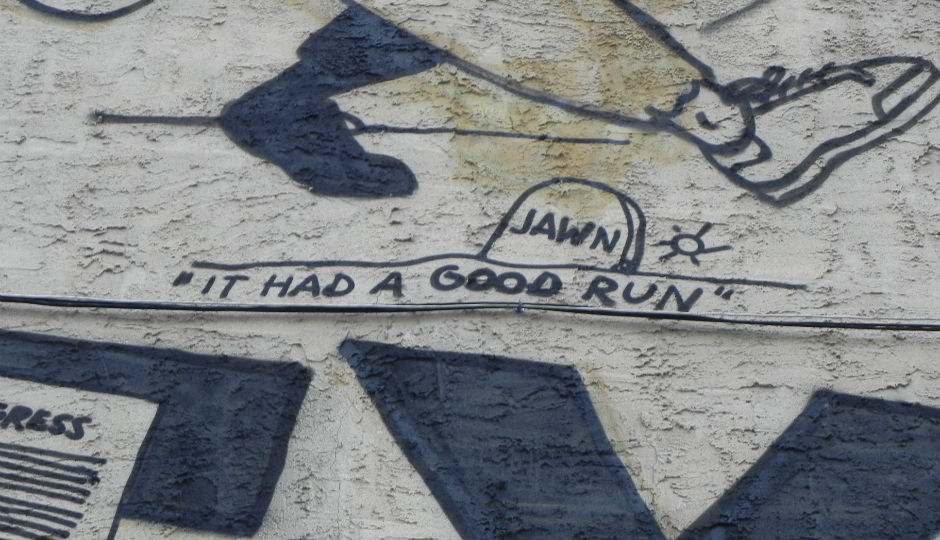 JAWN
"IT HAD A GOOD RUN"
GRESS